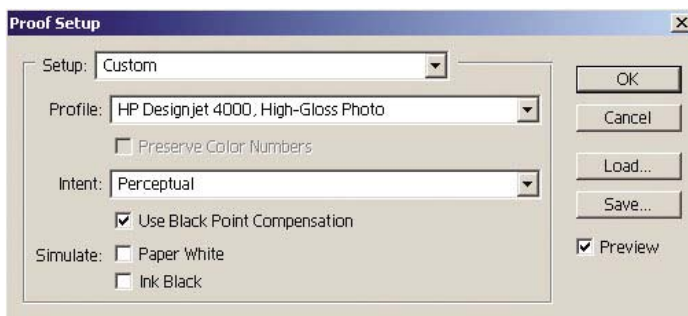 Proof Setup
Setup: Custom
OK
Profile: HP Designjet 4000, High-Gloss Photo
Cancel
Preserve Color Numbers
Load...
Intent: Perceptual
Save...
Use Black Point Compensation
Preview
Simulate: Paper White
Ink Black